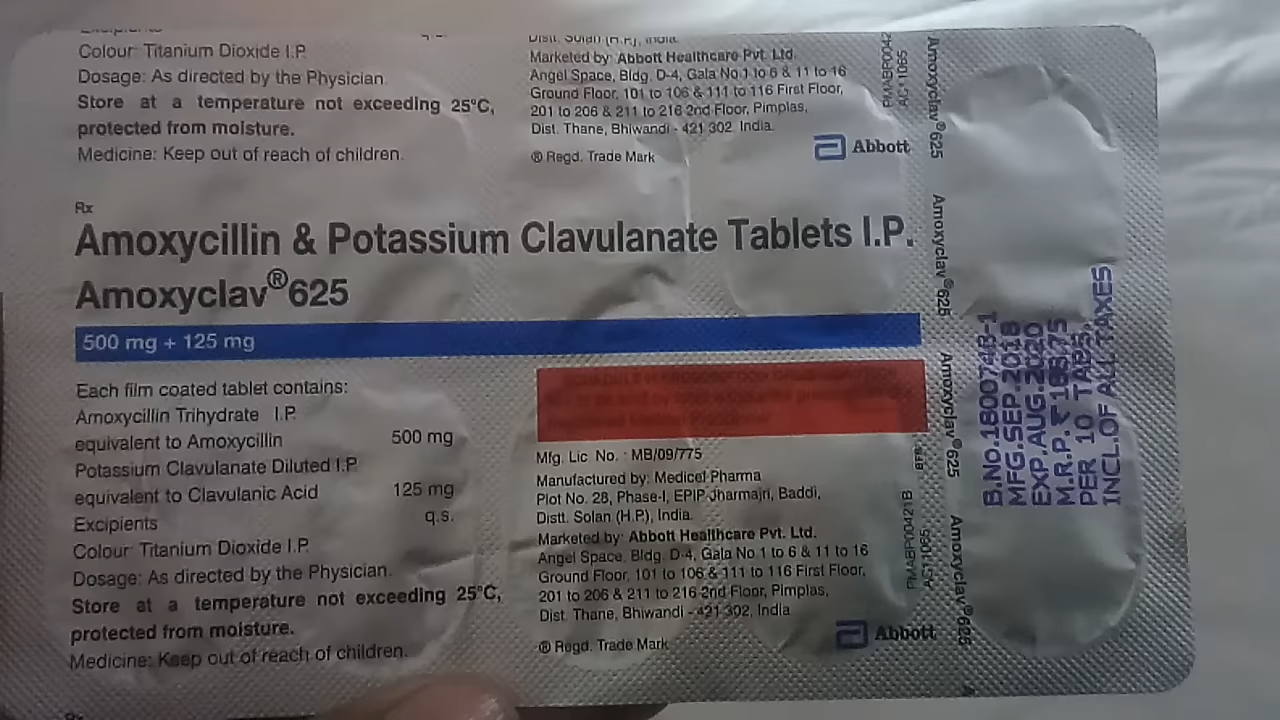 Colour: Titanium Dioxide I.P.
Dosage: As directed by the Physician.
Store at a temperature not exceeding 25°C,
protected from moisture.
Medicine: Keep out of reach of children.
Distt. Solan (H.P.), India.
Marketed by: Abbott Healthcare Pvt. Ltd.
Angel Space, Bldg. D-4, Gala No.1 to 6 & 11 to 16
Ground Floor, 101 to 106 & 111 to 116 First Floor,
201 to 206 & 211 to 216 2nd Floor, Pimplas,
Dist. Thane, Bhiwandi - 421 302, India.
® Regd. Trade Mark
Abbott
PMABP0042
AC11065
Rx
Amoxycillin & Potassium Clavulanate Tablets I.P.
Amoxyclav®625
500 mg + 125 mg
Each film coated tablet contains:
Amoxycillin Trihydrate I.P.
equivalent to Amoxycillin 500 mg
Potassium Clavulanate Diluted I.P.
equivalent to Clavulanic Acid 125 mg
Excipients q.s.
Colour: Titanium Dioxide I.P.
Dosage: As directed by the Physician.
Store at a temperature not exceeding 25°C,
protected from moisture.
Medicine: Keep out of reach of children.
Mfg. Lic No. : MB/09/775
Manufactured by: Medicef Pharma
Plot No. 28, Phase-I, EPIP Jharmajri, Baddi,
Distt. Solan (H.P.), India.
Marketed by: Abbott Healthcare Pvt. Ltd.
Angel Space, Bldg. D-4, Gala No 1 to 6 & 11 to 16
Ground Floor, 101 to 106 & 111 to 116 First Floor,
201 to 206 & 211 to 216 2nd Floor, Pimplas,
Dist. Thane, Bhiwandi - 421 302, India
® Regd. Trade Mark
Abbott
PMABP00421B
AC11065
Amoxyclav®625
Amoxyclav®625
Amoxyclav®625
Amoxyclav®625
B.No.180074B-1
MFG.SEP.2018
EXP.AUG.2020
M.R.P. ₹
PER 10 TABS.
INCL.OF ALL TAXES
Rx